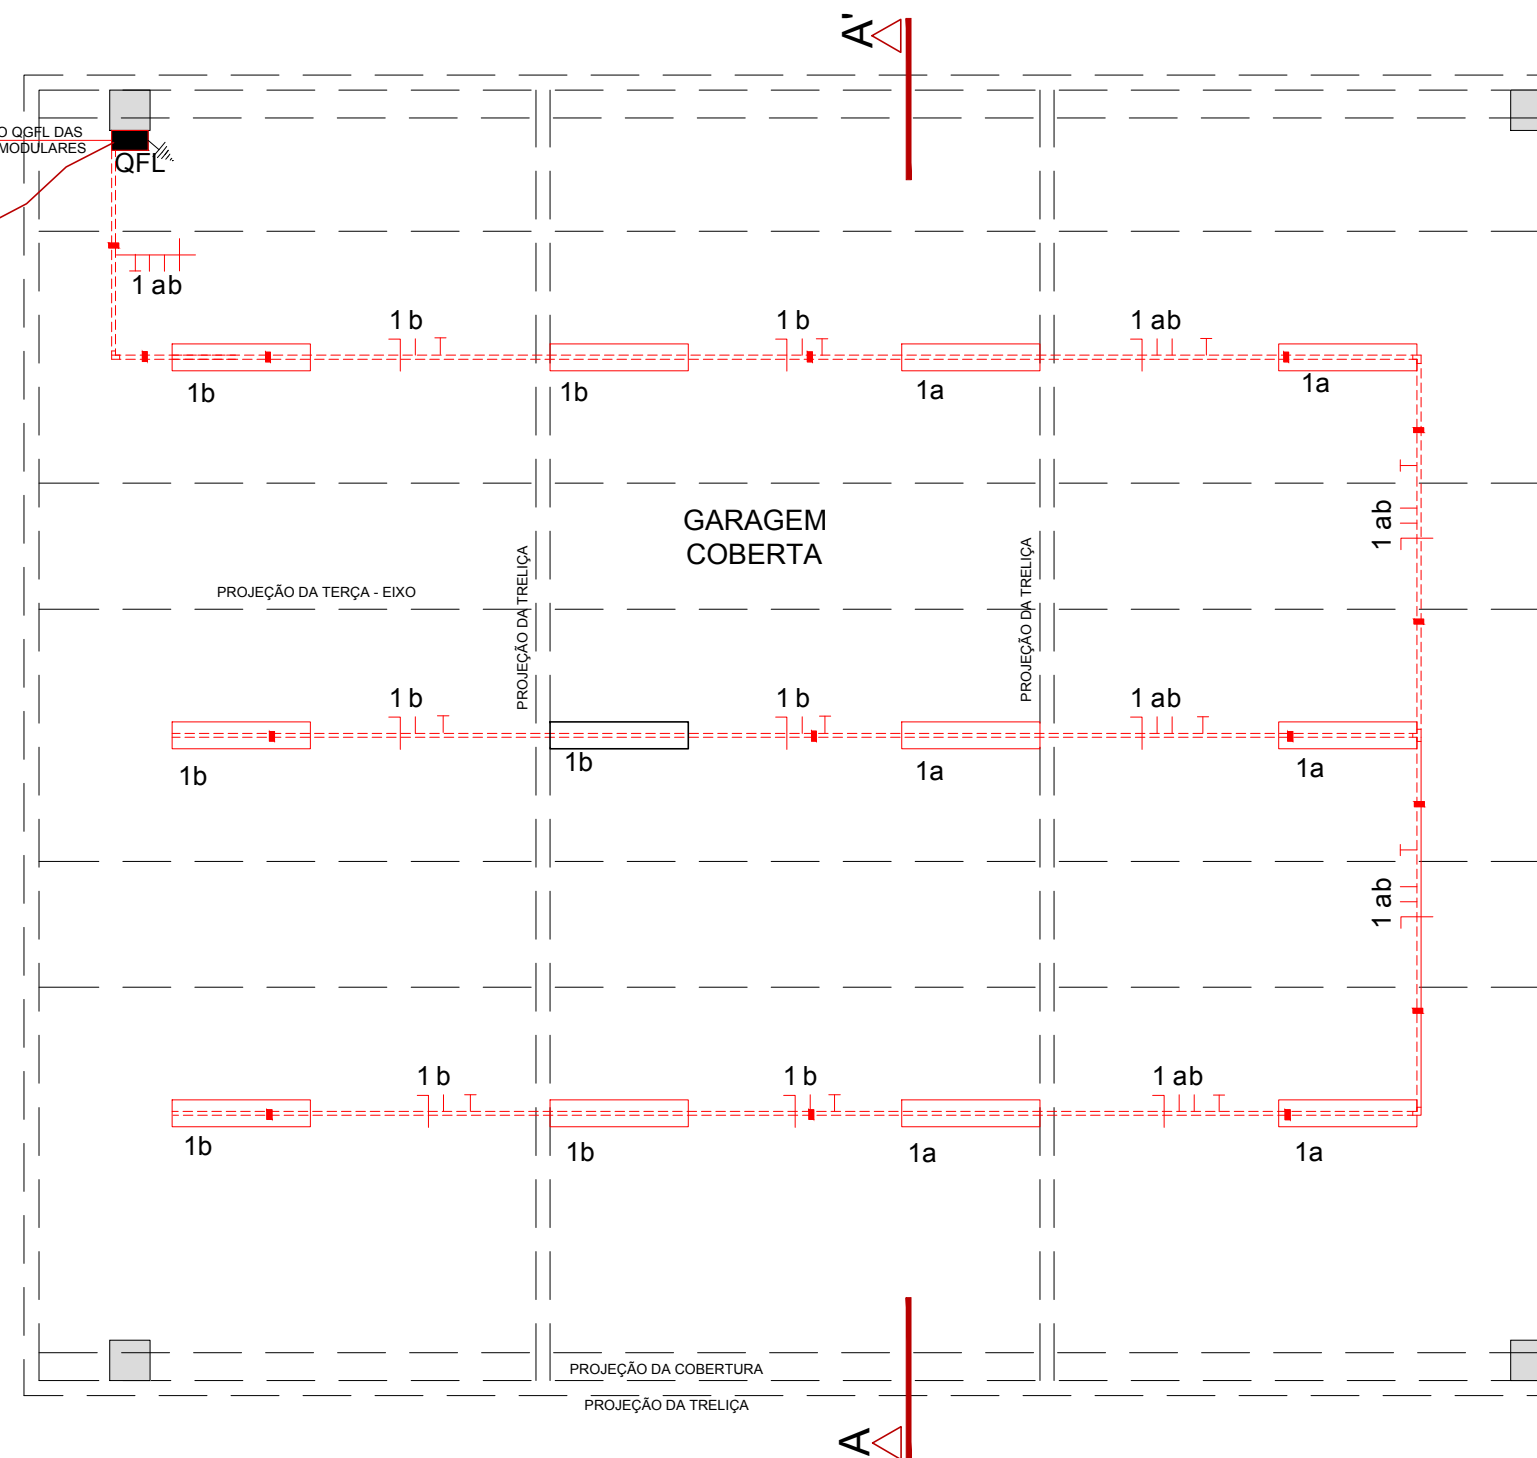 A'
O QGFL DAS
MODULARES
QFL
1 ab
1 b
1 b
1 ab
1b
1b
1a
1a
GARAGEM
COBERTA
1 ab
PROJEÇÃO DA TERÇA - EIXO
PROJEÇÃO DA TRELIÇA
PROJEÇÃO DA TRELIÇA
1 b
1 b
1 ab
1b
1b
1a
1a
1 ab
1 b
1 b
1 ab
1b
1b
1a
1a
PROJEÇÃO DA COBERTURA
PROJEÇÃO DA TRELIÇA
A